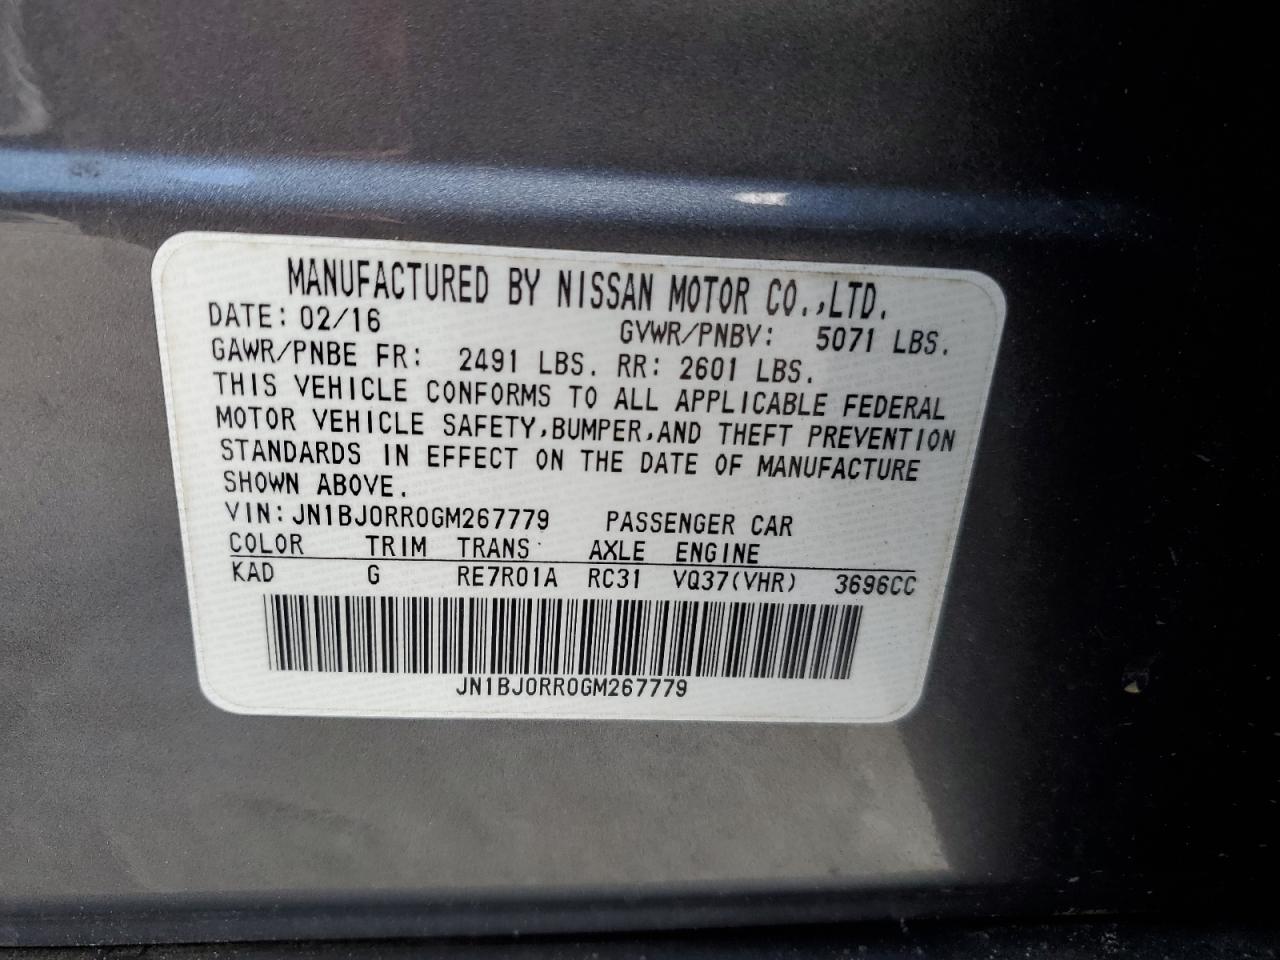 MANUFACTURED BY NISSAN MOTOR CO.,LTD.
DATE: 02/16 GVWR/PNBV: 5071 LBS.
GAWR/PNBE FR: 2491 LBS. RR: 2601 LBS.
THIS VEHICLE CONFORMS TO ALL APPLICABLE FEDERAL
MOTOR VEHICLE SAFETY,BUMPER,AND THEFT PREVENTION
STANDARDS IN EFFECT ON THE DATE OF MANUFACTURE
SHOWN ABOVE.
VIN: JN1BJ0RR0GM267779 PASSENGER CAR
COLOR TRIM TRANS AXLE ENGINE
KAD G RE7R01A RC31 VQ37(VHR) 3696CC
JN1BJ0RR0GM267779